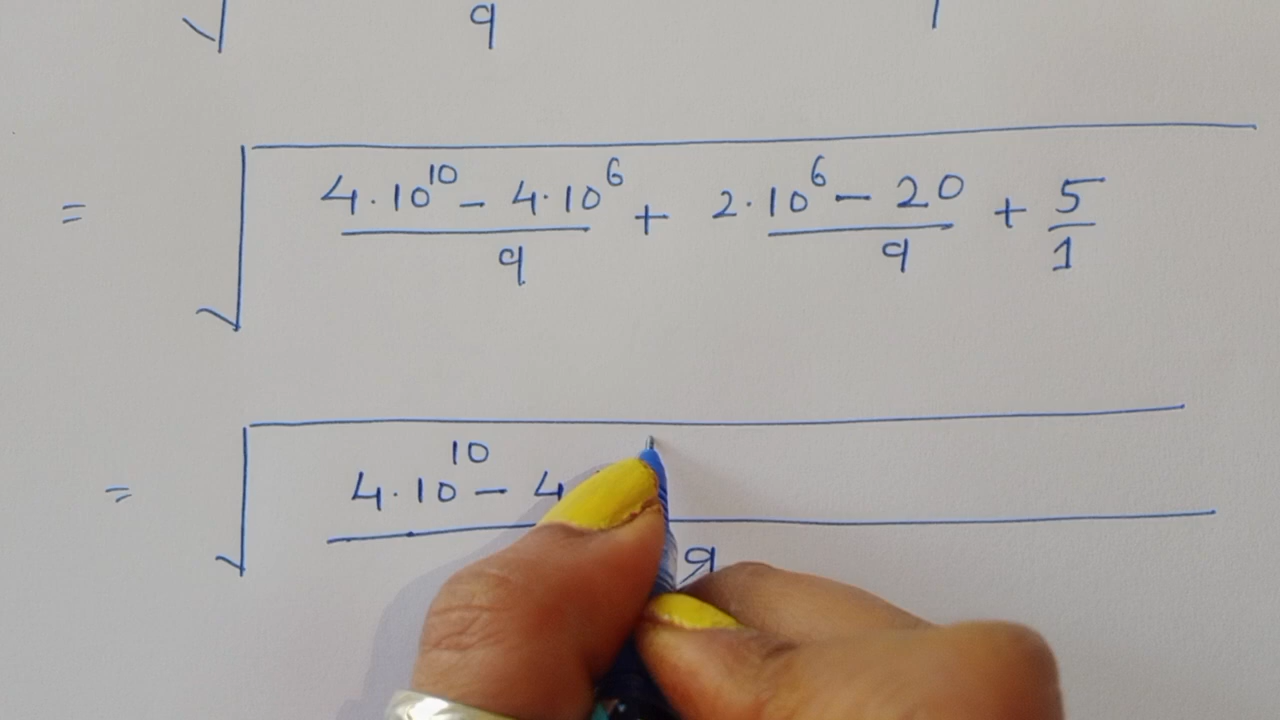 √ 9 1
= √ 4·10^10 - 4·10^6 / 9 + 2·10^6 - 20 / 9 + 5 / 1
= √ 4·10^10 - 4 / 9